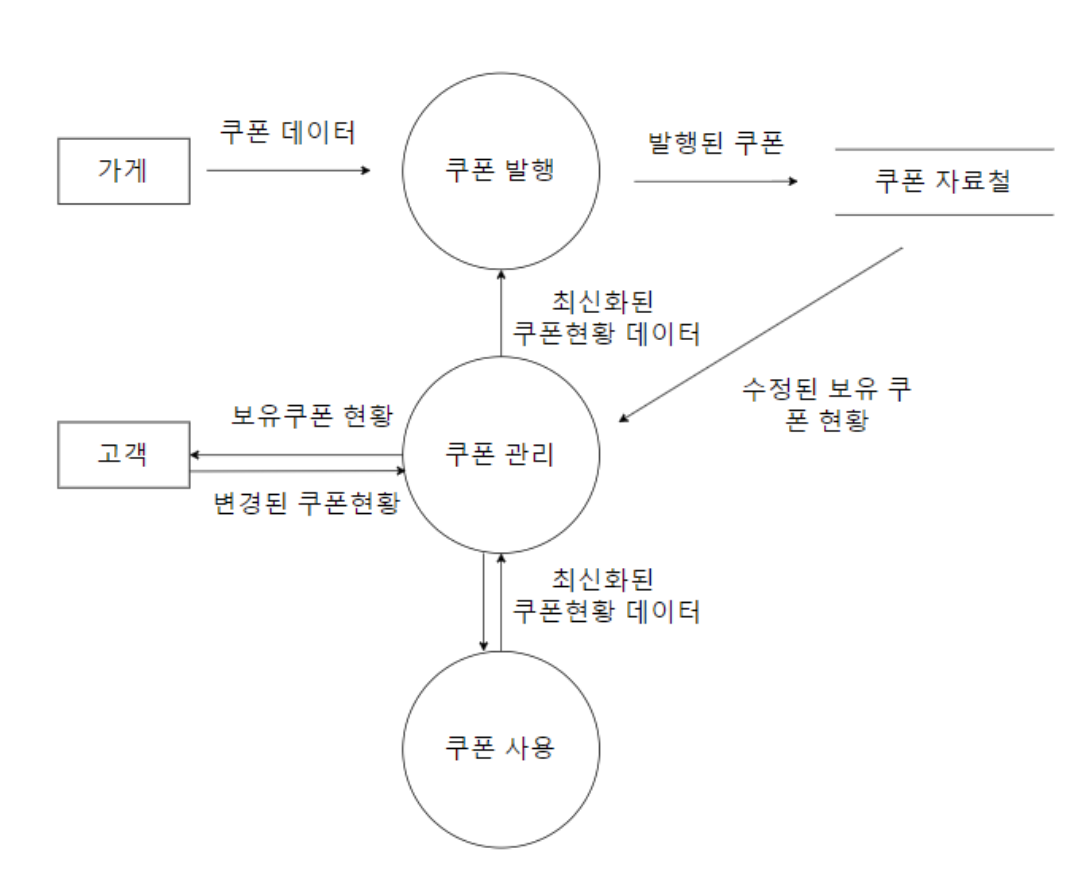 쿠폰 데이터
가게
쿠폰 발행
발행된 쿠폰
쿠폰 자료철
최신화된
쿠폰현황 데이터
수정된 보유 쿠
폰 현황
보유쿠폰 현황
고객
쿠폰 관리
변경된 쿠폰현황
최신화된
쿠폰현황 데이터
쿠폰 사용